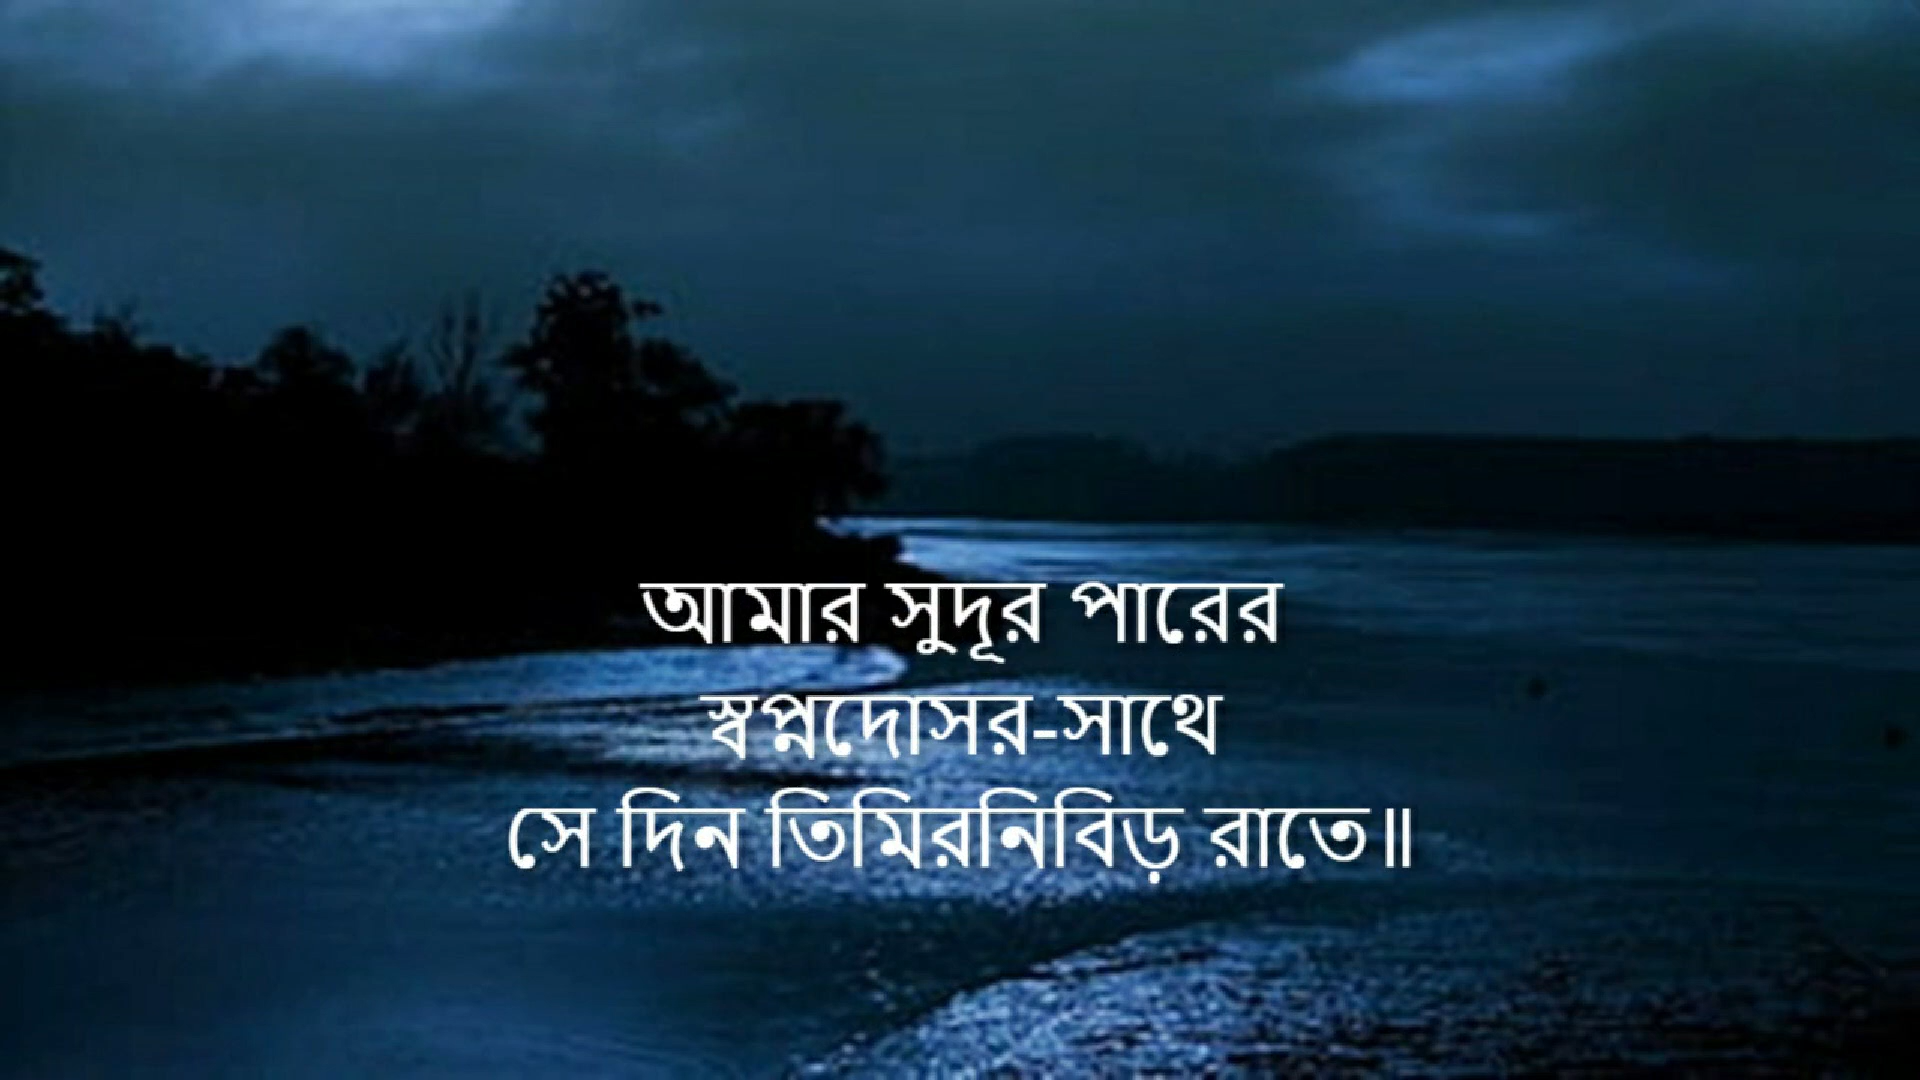 আমার সুদূর পারের
স্বপ্নদোসর-সাথে
সে দিন তিমিরনিবিড় রাতে॥